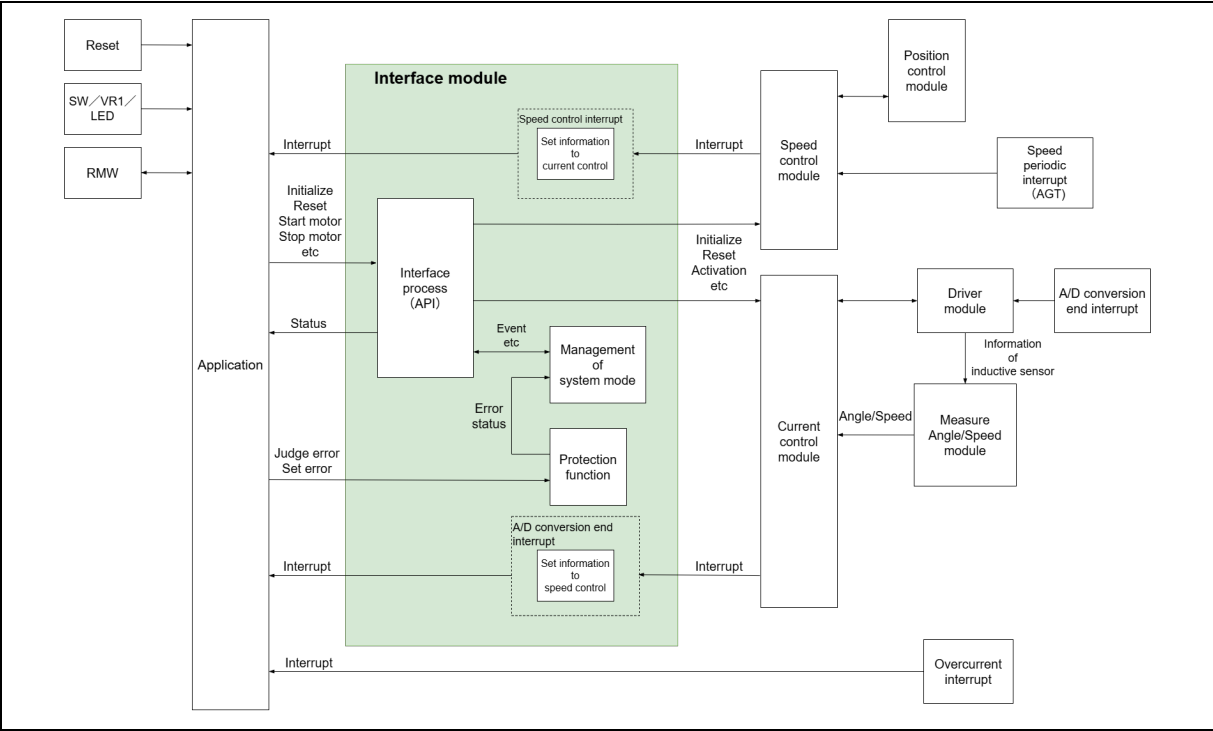 Reset
SW／VR1／
LED
RMW
Application
Interface module
Speed control interrupt
Set information
to
current control
Interrupt
Interrupt
Initialize
Reset
Start motor
Stop motor
etc
Interface
process
（API）
Status
Event
etc
Management
of
system mode
Error
status
Protection
function
Judge error
Set error
A/D conversion end
interrupt
Set information
to
speed control
Interrupt
Interrupt
Interrupt
Initialize
Reset
Activation
etc
Speed
control
module
Position
control
module
Speed
periodic
interrupt
（AGT)
Current
control
module
Driver
module
A/D conversion
end interrupt
Information
of
inductive sensor
Angle/Speed
Measure
Angle/Speed
module
Overcurrent
interrupt